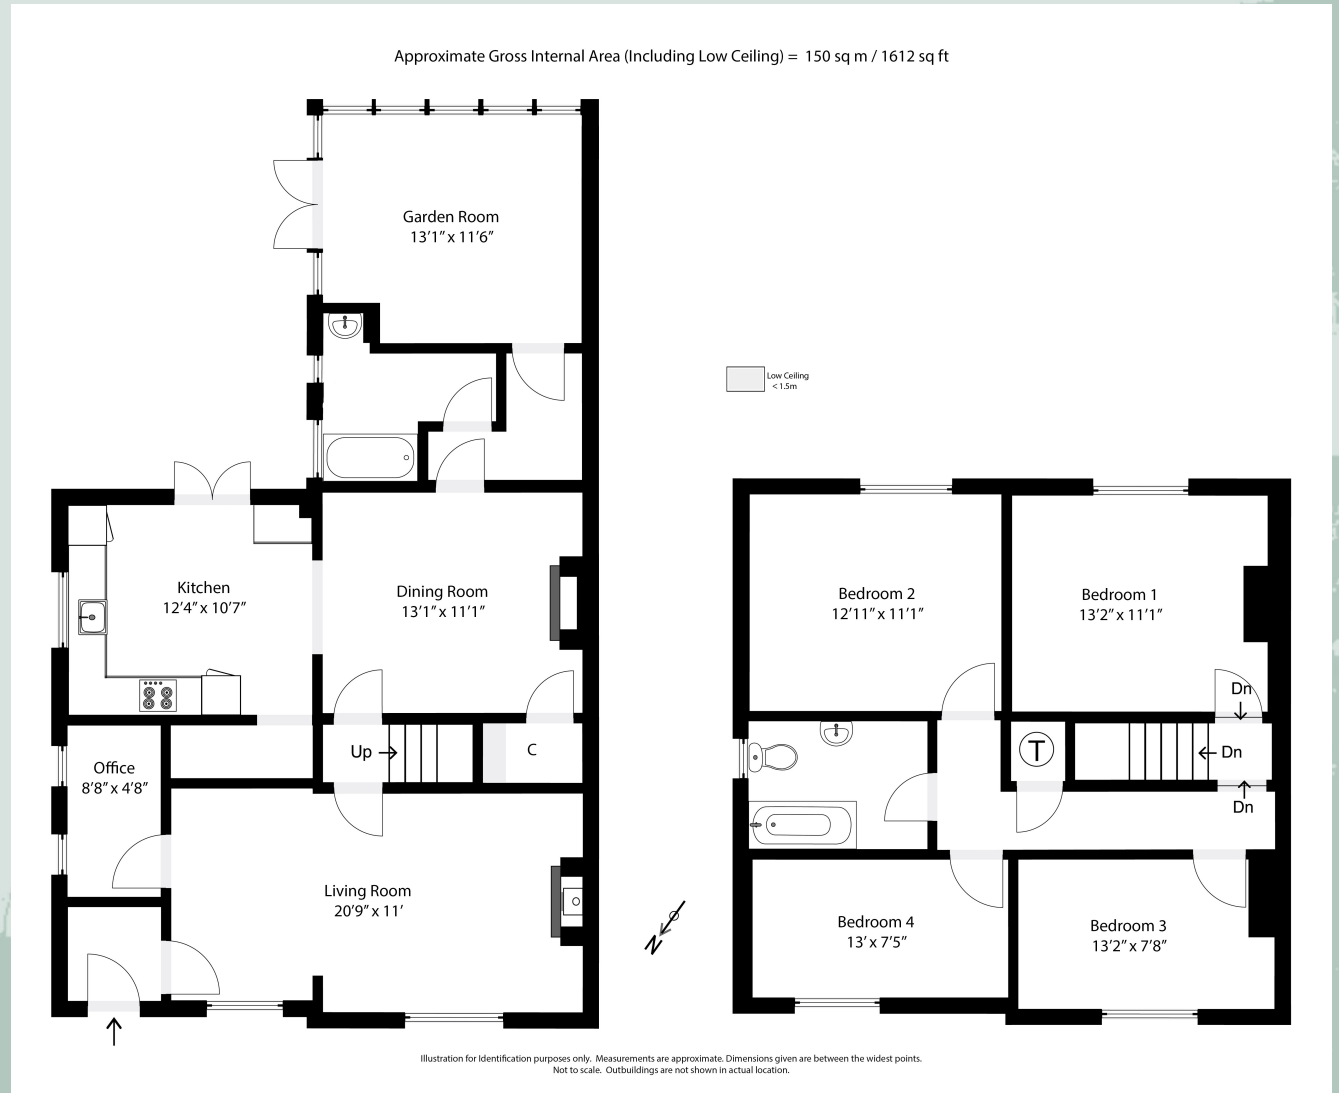 Approximate Gross Internal Area (Including Low Ceiling) = 150 sq m / 1612 sq ft
Garden Room
13'1" x 11'6"
Low Ceiling
< 1.5m
Kitchen
12'4" x 10'7"
Dining Room
13'1" x 11'1"
Bedroom 2
12'11" x 11'1"
Bedroom 1
13'2" x 11'1"
Dn
Up
C
T
Dn
Dn
Office
8'8" x 4'8"
Living Room
20'9" x 11'
N
Bedroom 4
13' x 7'5"
Bedroom 3
13'2" x 7'8"
Illustration for Identification purposes only. Measurements are approximate. Dimensions given are between the widest points.
Not to scale. Outbuildings are not shown in actual location.